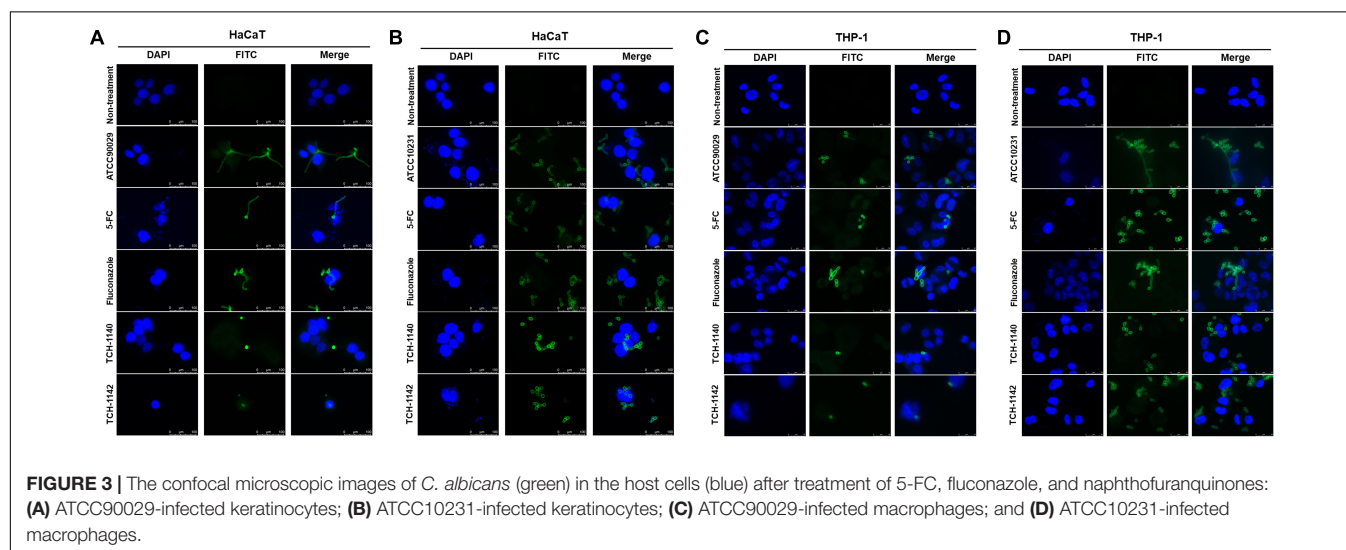 A
HaCaT
DAPI FITC Merge
Non-treatment
ATCC90029
5-FC
Fluconazole
TCH-1140
TCH-1142
B
HaCaT
DAPI FITC Merge
Non-treatment
ATCC10231
5-FC
Fluconazole
TCH-1140
TCH-1142
C
THP-1
DAPI FITC Merge
Non-treatment
ATCC90029
5-FC
Fluconazole
TCH-1140
TCH-1142
D
THP-1
DAPI FITC Merge
Non-treatment
ATCC10231
5-FC
Fluconazole
TCH-1140
TCH-1142
FIGURE 3 | The confocal microscopic images of C. albicans (green) in the host cells (blue) after treatment of 5-FC, fluconazole, and naphthofuranquinones:
(A) ATCC90029-infected keratinocytes; (B) ATCC10231-infected keratinocytes; (C) ATCC90029-infected macrophages; and (D) ATCC10231-infected
macrophages.